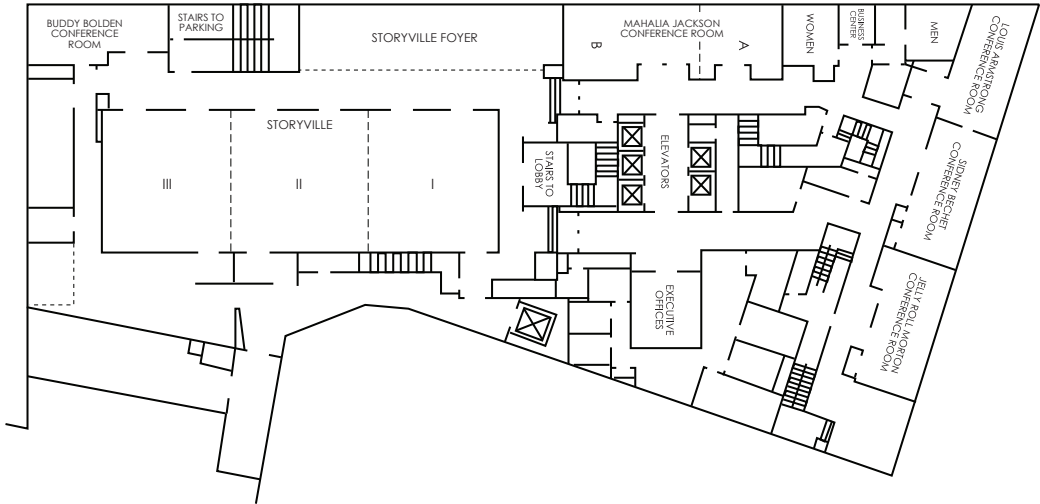 BUDDY BOLDEN
CONFERENCE
ROOM
STAIRS TO
PARKING
STORYVILLE FOYER
MAHALIA JACKSON
CONFERENCE ROOM
B
A
WOMEN
BUSINESS
CENTER
MEN
LOUIS ARMSTRONG
CONFERENCE ROOM
STORYVILLE
III
II
I
STAIRS TO
LOBBY
ELEVATORS
SIDNEY BECHET
CONFERENCE ROOM
EXECUTIVE
OFFICES
JELLY ROLL MORTON
CONFERENCE ROOM